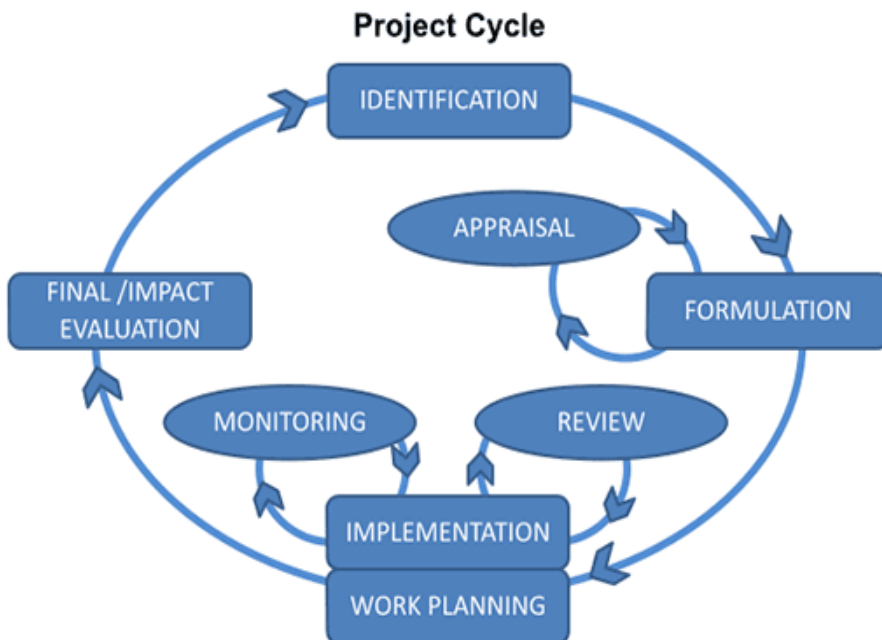 Project Cycle
IDENTIFICATION
APPRAISAL
FINAL /IMPACT
EVALUATION
FORMULATION
MONITORING
REVIEW
IMPLEMENTATION
WORK PLANNING